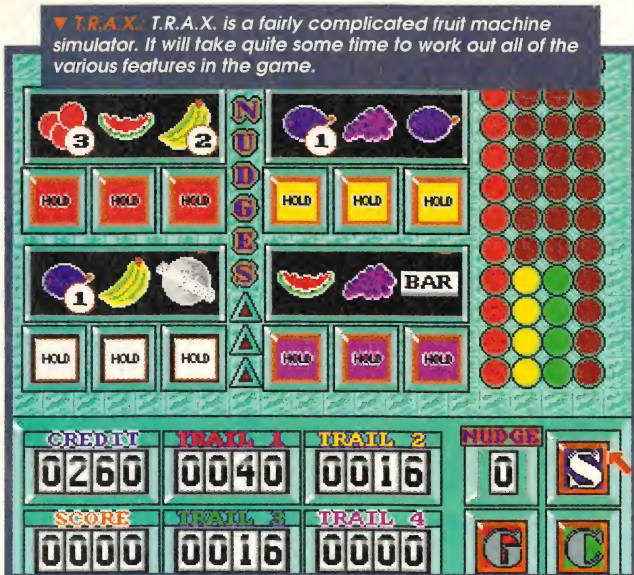 ▼ T.R.A.X.: T.R.A.X. is a fairly complicated fruit machine
simulator. It will take quite some time to work out all of the
various features in the game.
3 2
1
NUDGES
HOLD HOLD HOLD
HOLD HOLD HOLD
1
BAR
HOLD HOLD HOLD
HOLD HOLD HOLD
CREDIT TRAIL 1 TRAIL 2 NUDGE
0260 0040 0016 0 S
SCORE TRAIL 3 TRAIL 4
0000 0016 0000 G C